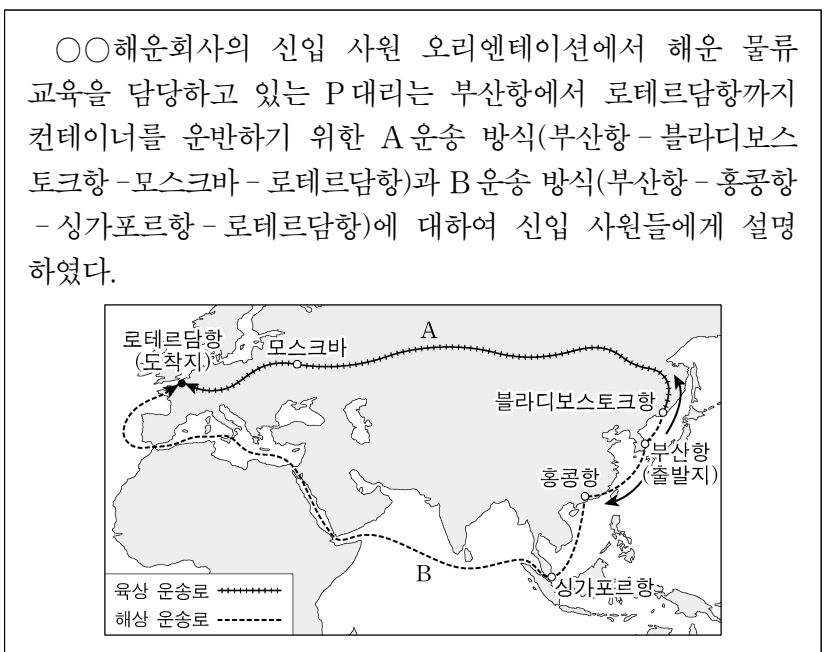 ○○해운회사의 신입 사원 오리엔테이션에서 해운 물류
교육을 담당하고 있는 P 대리는 부산항에서 로테르담항까지
컨테이너를 운반하기 위한 A 운송 방식(부산항 - 블라디보스
토크항 -모스크바 - 로테르담항)과 B 운송 방식(부산항 - 홍콩항
- 싱가포르항 - 로테르담항)에 대하여 신입 사원들에게 설명
하였다.
A
로테르담항
(도착지)
모스크바
블라디보스토크항
부산항
(출발지)
홍콩항
B
싱가포르항
육상 운송로
해상 운송로